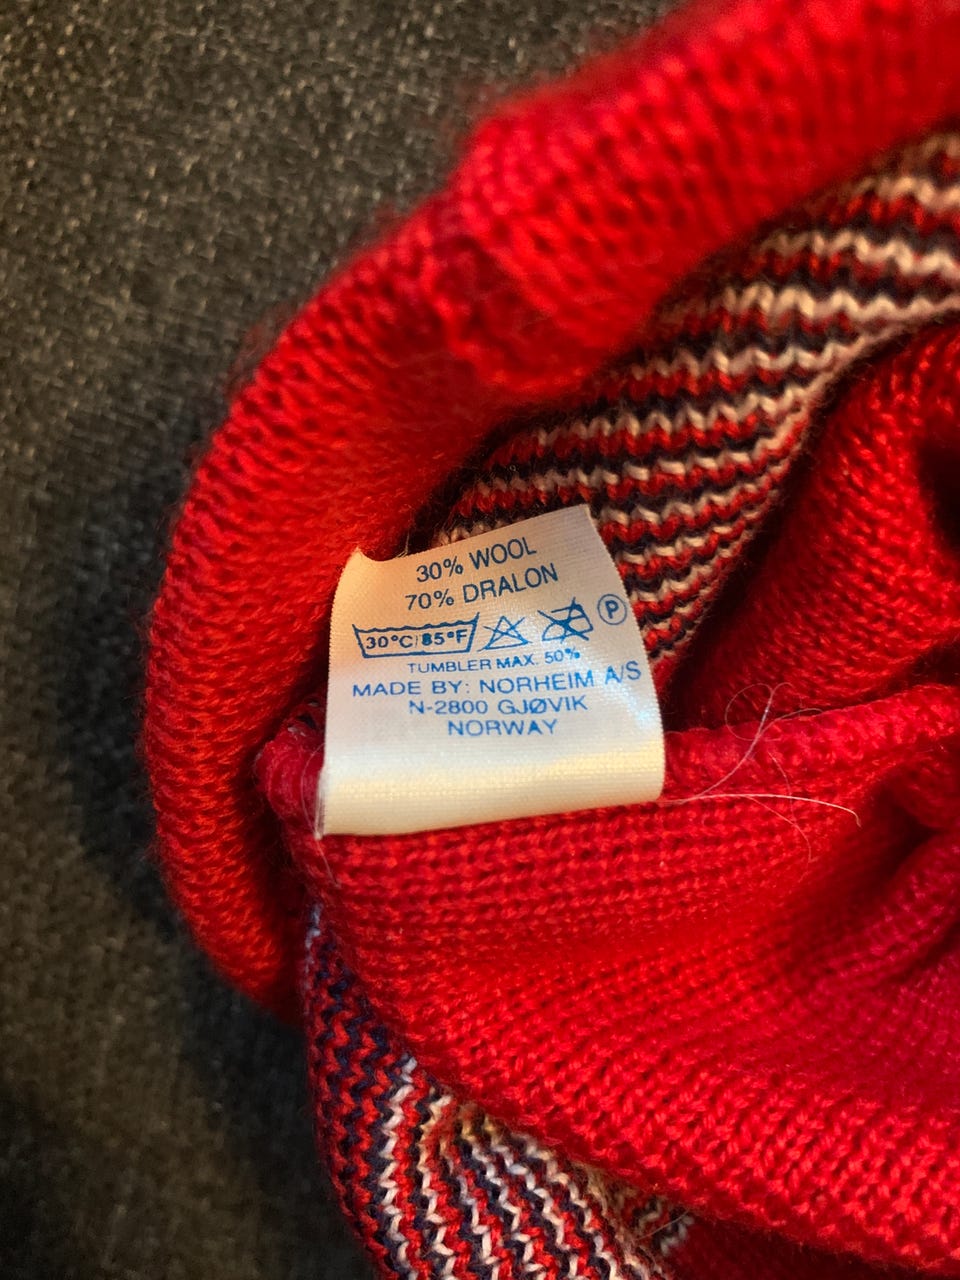 30% WOOL
70% DRALON
30°C/85°F P
TUMBLER MAX. 50%
MADE BY: NORHEIM A/S
N-2800 GJØVIK
NORWAY